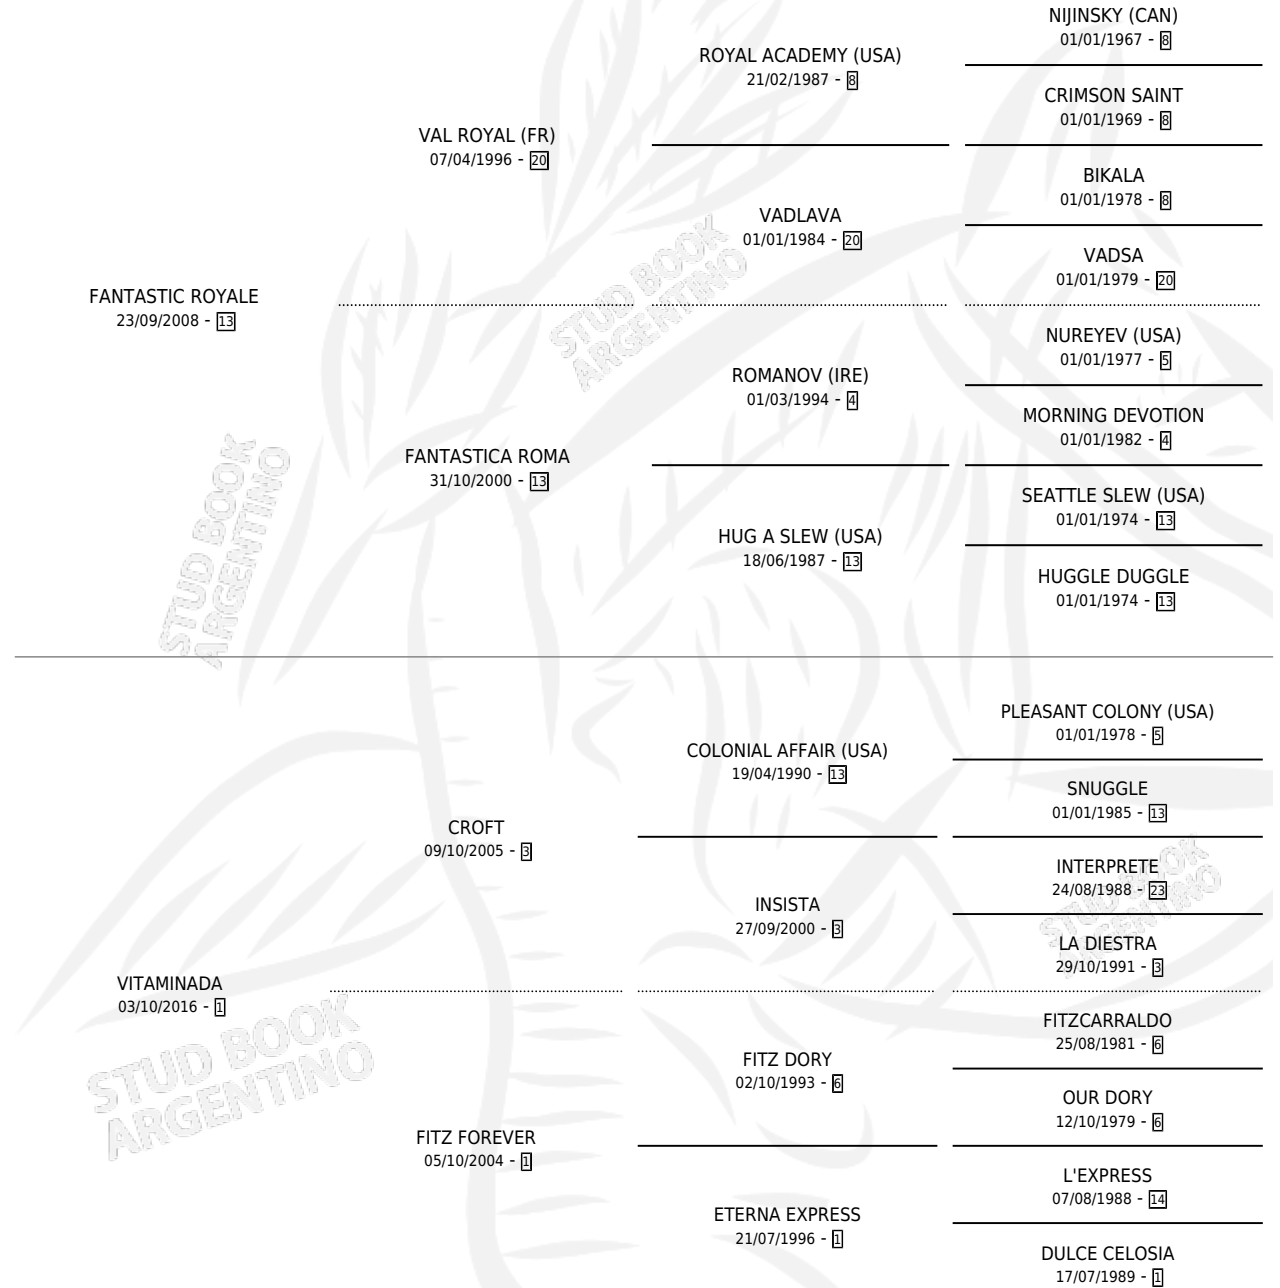 NIJINSKY (CAN)
01/01/1967 - 8
ROYAL ACADEMY (USA)
21/02/1987 - 8
CRIMSON SAINT
01/01/1969 - 8
VAL ROYAL (FR)
07/04/1996 - 20
BIKALA
01/01/1978 - 8
VADLAVA
01/01/1984 - 20
VADSA
01/01/1979 - 20
FANTASTIC ROYALE
23/09/2008 - 13
STUD BOOK
ARGENTINO
NUREYEV (USA)
01/01/1977 - 5
ROMANOV (IRE)
01/03/1994 - 4
MORNING DEVOTION
01/01/1982 - 4
FANTASTICA ROMA
31/10/2000 - 13
SEATTLE SLEW (USA)
01/01/1974 - 13
HUG A SLEW (USA)
18/06/1987 - 13
HUGGLE DUGGLE
01/01/1974 - 13
STUD BOOK
ARGENTINO
PLEASANT COLONY (USA)
01/01/1978 - 5
COLONIAL AFFAIR (USA)
19/04/1990 - 13
SNUGGLE
01/01/1985 - 13
CROFT
09/10/2005 - 3
INTERPRETE
24/08/1988 - 23
INSISTA
27/09/2000 - 3
LA DIESTRA
29/10/1991 - 3
STUD BOOK
ARGENTINO
VITAMINADA
03/10/2016 - 1
STUD BOOK
ARGENTINO
FITZCARRALDO
25/08/1981 - 6
FITZ DORY
02/10/1993 - 6
OUR DORY
12/10/1979 - 6
FITZ FOREVER
05/10/2004 - 1
L'EXPRESS
07/08/1988 - 14
ETERNA EXPRESS
21/07/1996 - 1
DULCE CELOSIA
17/07/1989 - 1